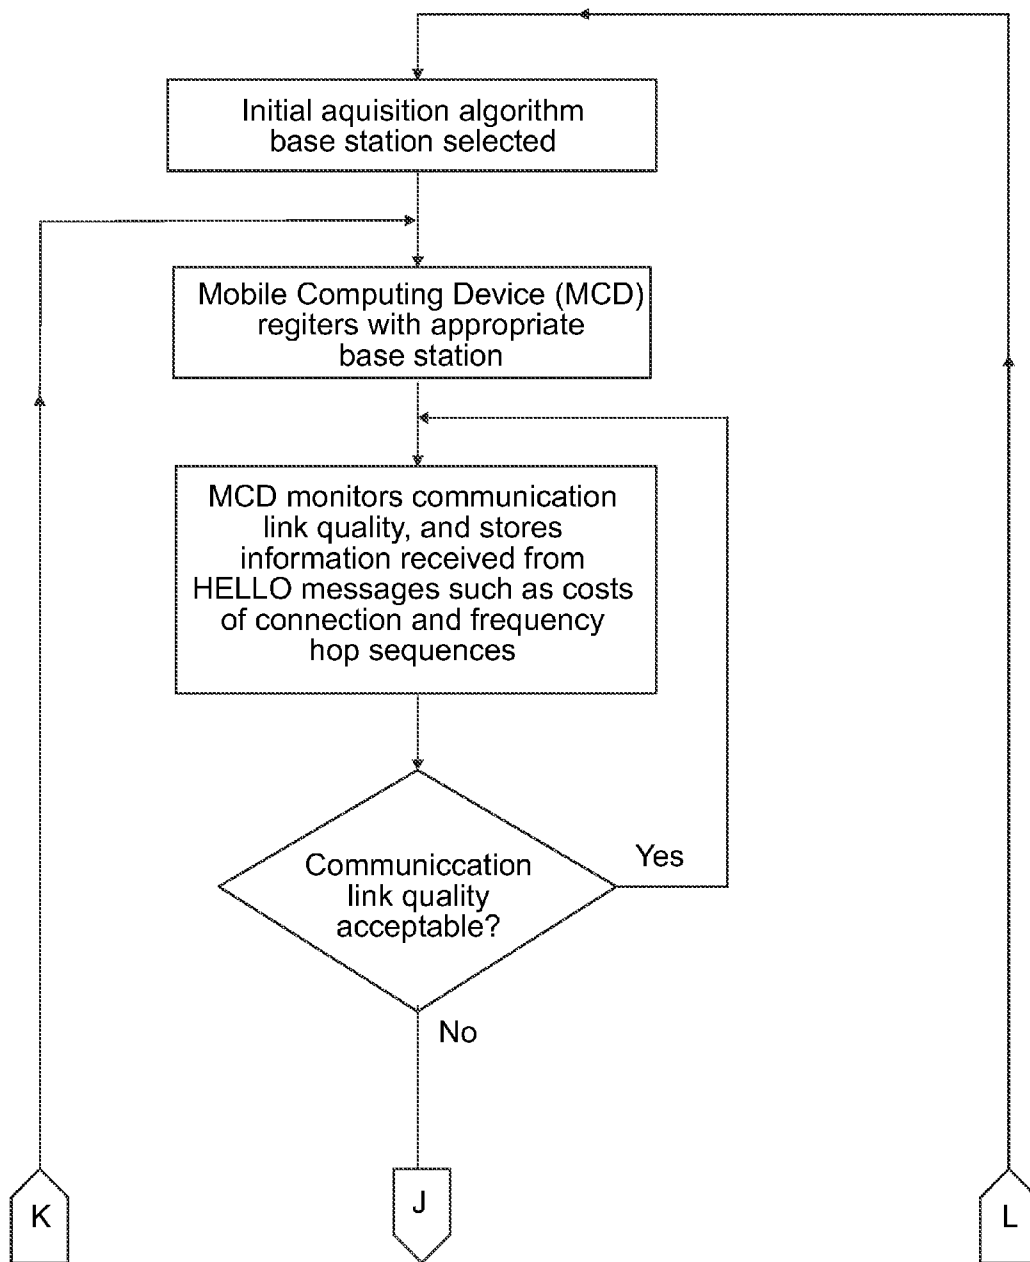 Initial aquisition algorithm
base station selected
Mobile Computing Device (MCD)
regiters with appropriate
base station
MCD monitors communication
link quality, and stores
information received from
HELLO messages such as costs
of connection and frequency
hop sequences
Communiccation
link quality
acceptable?
Yes
No
K
J
L